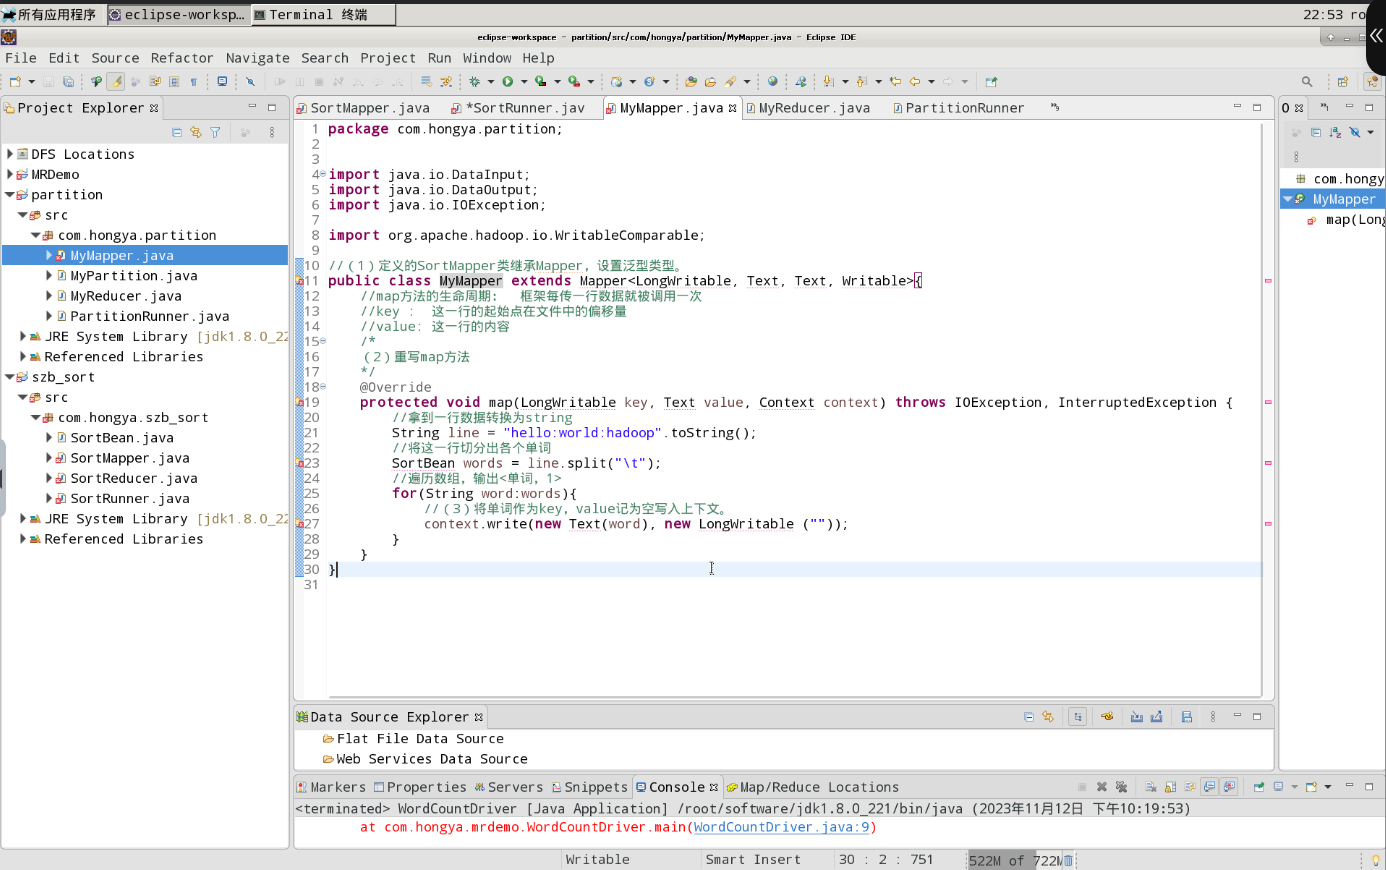 所有应用程序 eclipse-worksp... Terminal 终端 22:53 ro
eclipse-workspace - partition/src/com/hongya/partition/MyMapper.java - Eclipse IDE
File Edit Source Refactor Navigate Search Project Run Window Help
Project Explorer
SortMapper.java *SortRunner.jav MyMapper.java MyReducer.java PartitionRunner
DFS Locations
MRDemo
partition
src
com.hongya.partition
MyMapper.java
MyPartition.java
MyReducer.java
PartitionRunner.java
JRE System Library [jdk1.8.0_22
Referenced Libraries
szb_sort
src
com.hongya.szb_sort
SortBean.java
SortMapper.java
SortReducer.java
SortRunner.java
JRE System Library [jdk1.8.0_22
Referenced Libraries
1 package com.hongya.partition;
2
3
4 import java.io.DataInput;
5 import java.io.DataOutput;
6 import java.io.IOException;
7
8 import org.apache.hadoop.io.WritableComparable;
9
10 //（1）定义的SortMapper类继承Mapper，设置泛型类型。
11 public class MyMapper extends Mapper<LongWritable, Text, Text, Writable>{
12 //map方法的生命周期： 框架每传一行数据就被调用一次
13 //key ： 这一行的起始点在文件中的偏移量
14 //value: 这一行的内容
15 /*
16 （2）重写map方法
17 */
18 @Override
19 protected void map(LongWritable key, Text value, Context context) throws IOException, InterruptedException {
20 //拿到一行数据转换为string
21 String line = "hello:world:hadoop".toString();
22 //将这一行切分出各个单词
23 SortBean words = line.split("\t");
24 //遍历数组，输出<单词，1>
25 for(String word:words){
26 //（3）将单词作为key，value记为空写入上下文。
27 context.write(new Text(word), new LongWritable (""));
28 }
29 }
30 }
31
O
com.hongy
MyMapper
map(Long
Data Source Explorer
Flat File Data Source
Web Services Data Source
Markers Properties Servers Snippets Console Map/Reduce Locations
<terminated> WordCountDriver [Java Application] /root/software/jdk1.8.0_221/bin/java (2023年11月12日 下午10:19:53)
at com.hongya.mrdemo.WordCountDriver.main(WordCountDriver.java:9)
Writable Smart Insert 30 : 2 : 751 522M of 722M